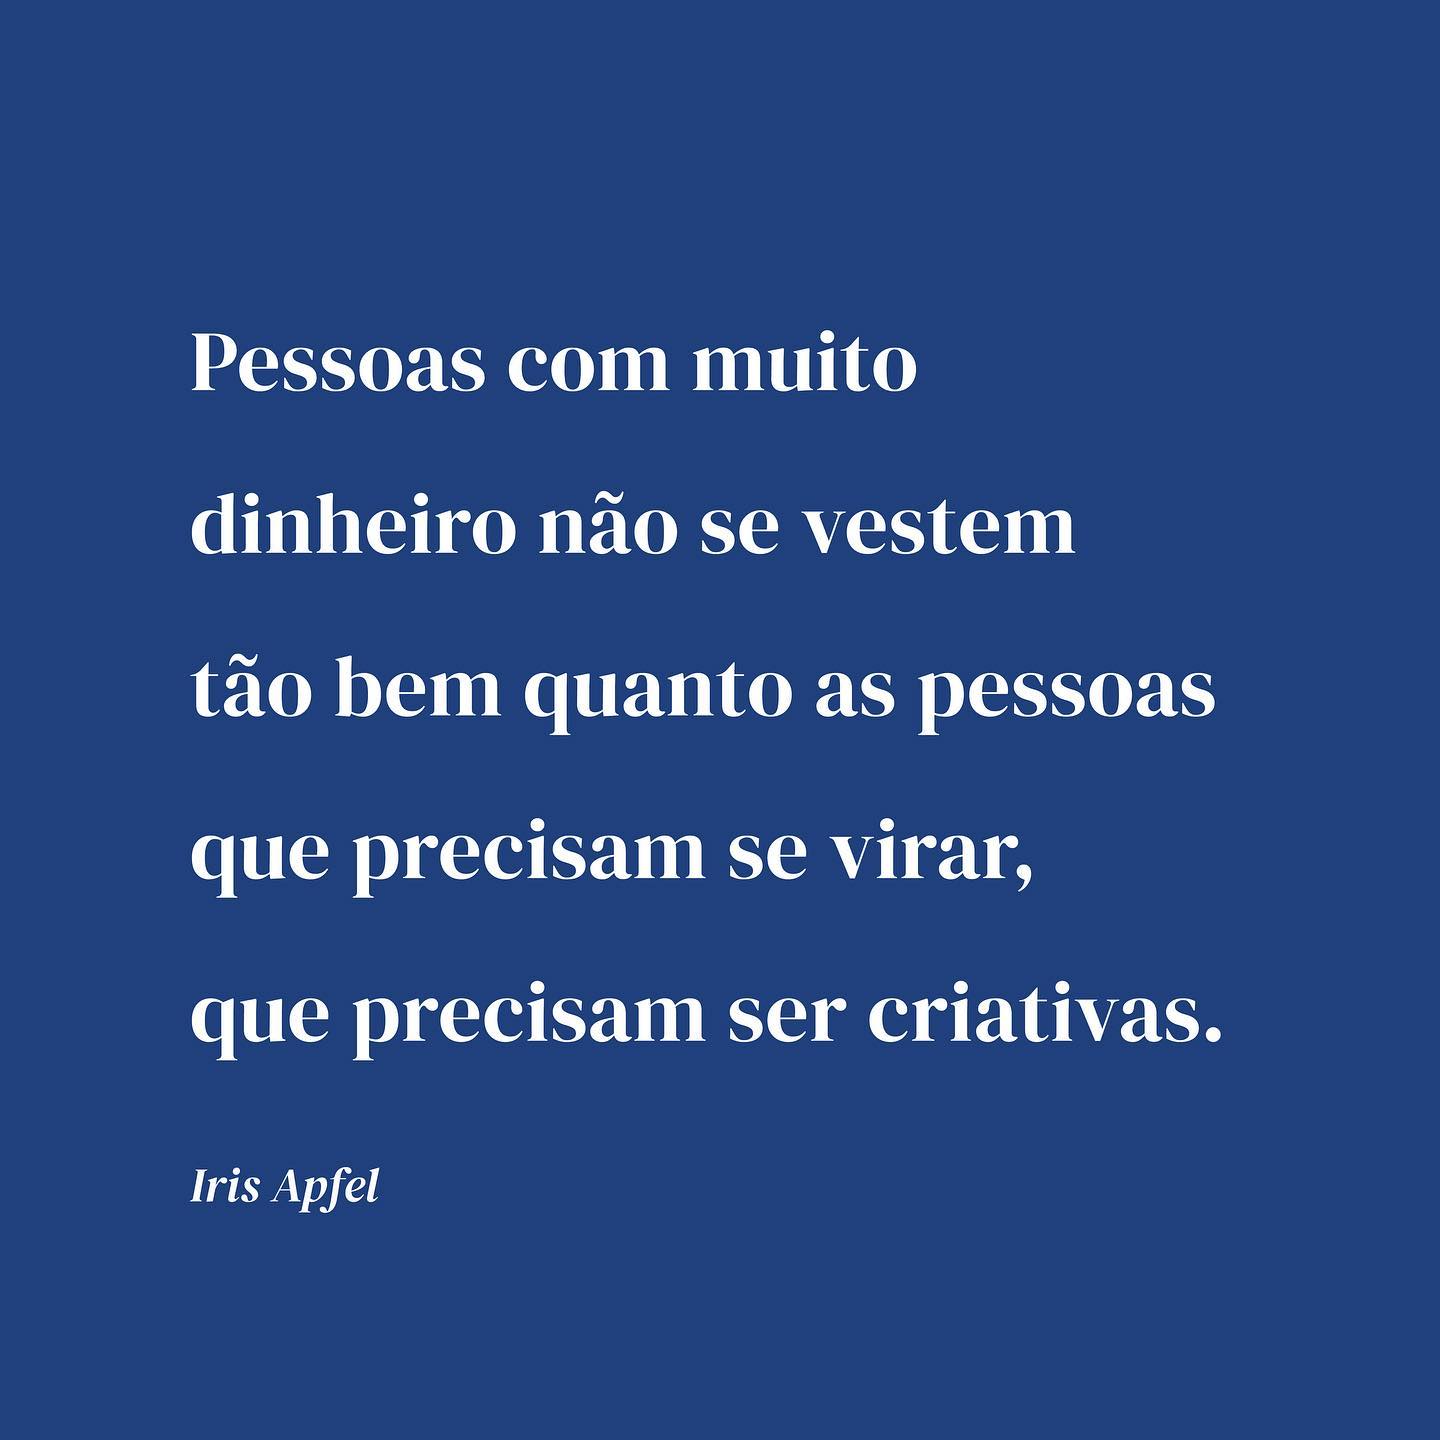 Pessoas com muito
dinheiro não se vestem
tão bem quanto as pessoas
que precisam se virar,
que precisam ser criativas.
Iris Apfel